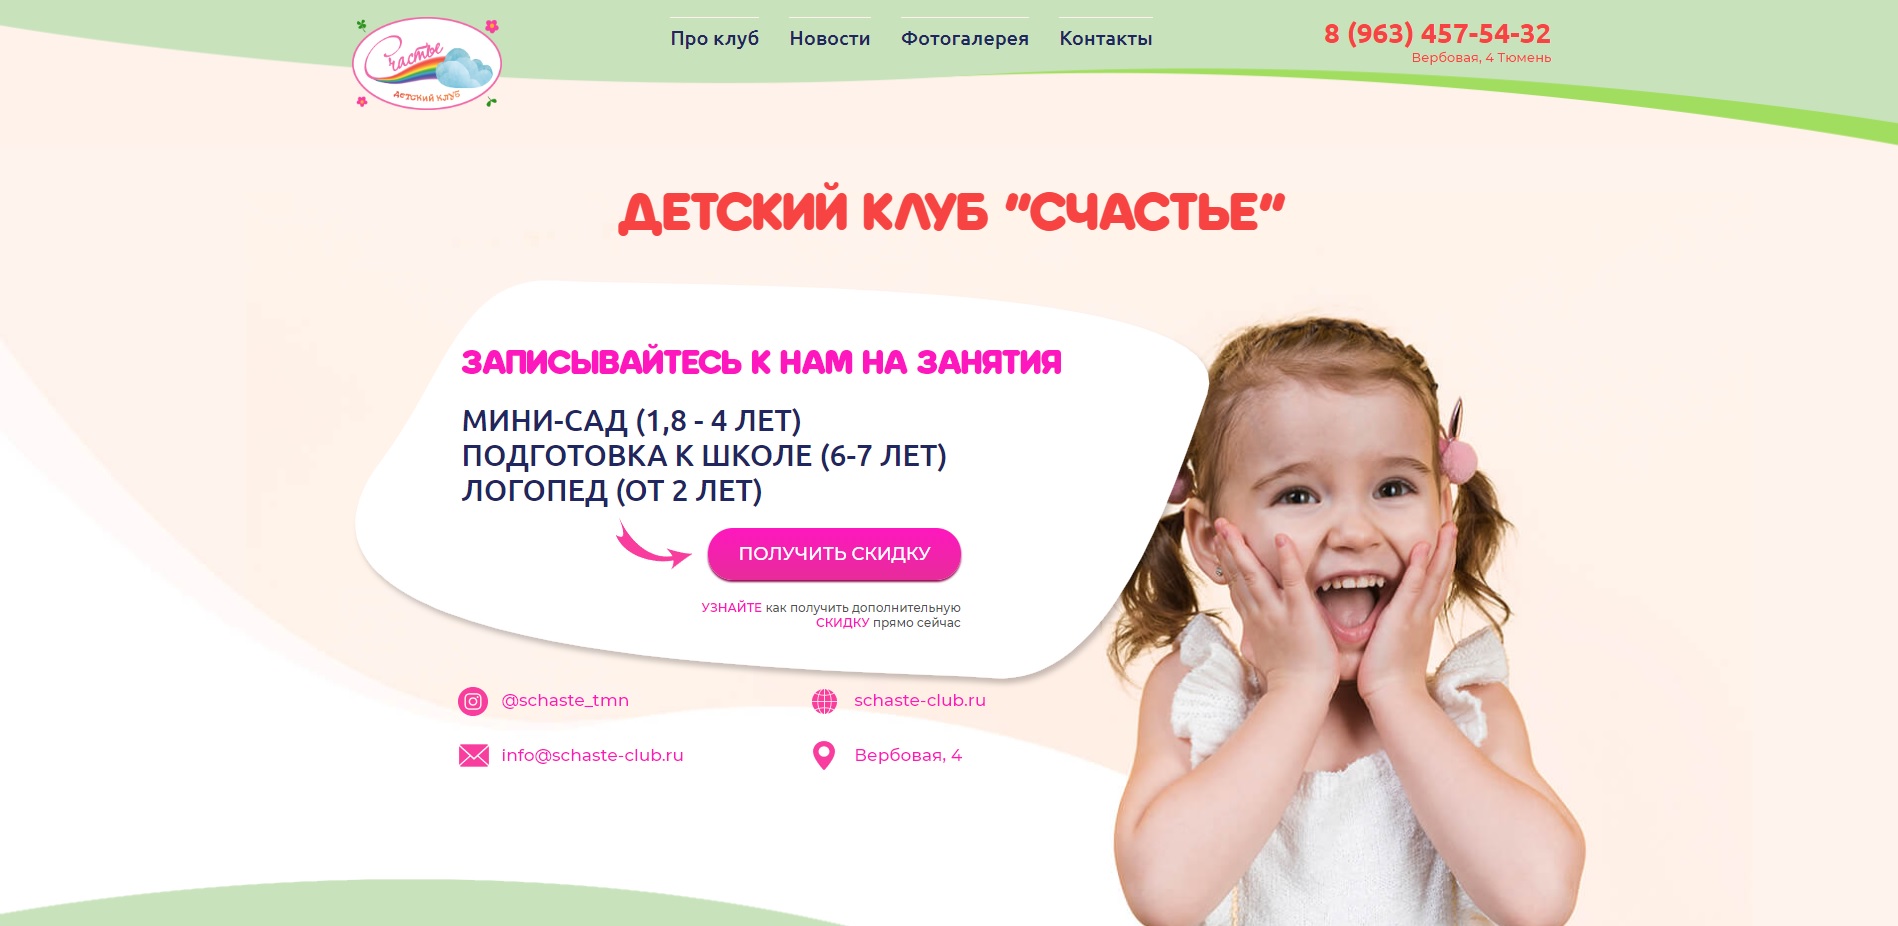 Счастье
детский клуб
Про клуб
Новости
Фотогалерея
Контакты
8 (963) 457-54-32
Вербовая, 4 Тюмень
ДЕТСКИЙ КЛУБ "СЧАСТЬЕ"
ЗАПИСЫВАЙТЕСЬ К НАМ НА ЗАНЯТИЯ
МИНИ-САД (1,8 - 4 ЛЕТ)
ПОДГОТОВКА К ШКОЛЕ (6-7 ЛЕТ)
ЛОГОПЕД (ОТ 2 ЛЕТ)
ПОЛУЧИТЬ СКИДКУ
УЗНАЙТЕ как получить дополнительную
СКИДКУ прямо сейчас
@schaste_tmn
schaste-club.ru
info@schaste-club.ru
Вербовая, 4